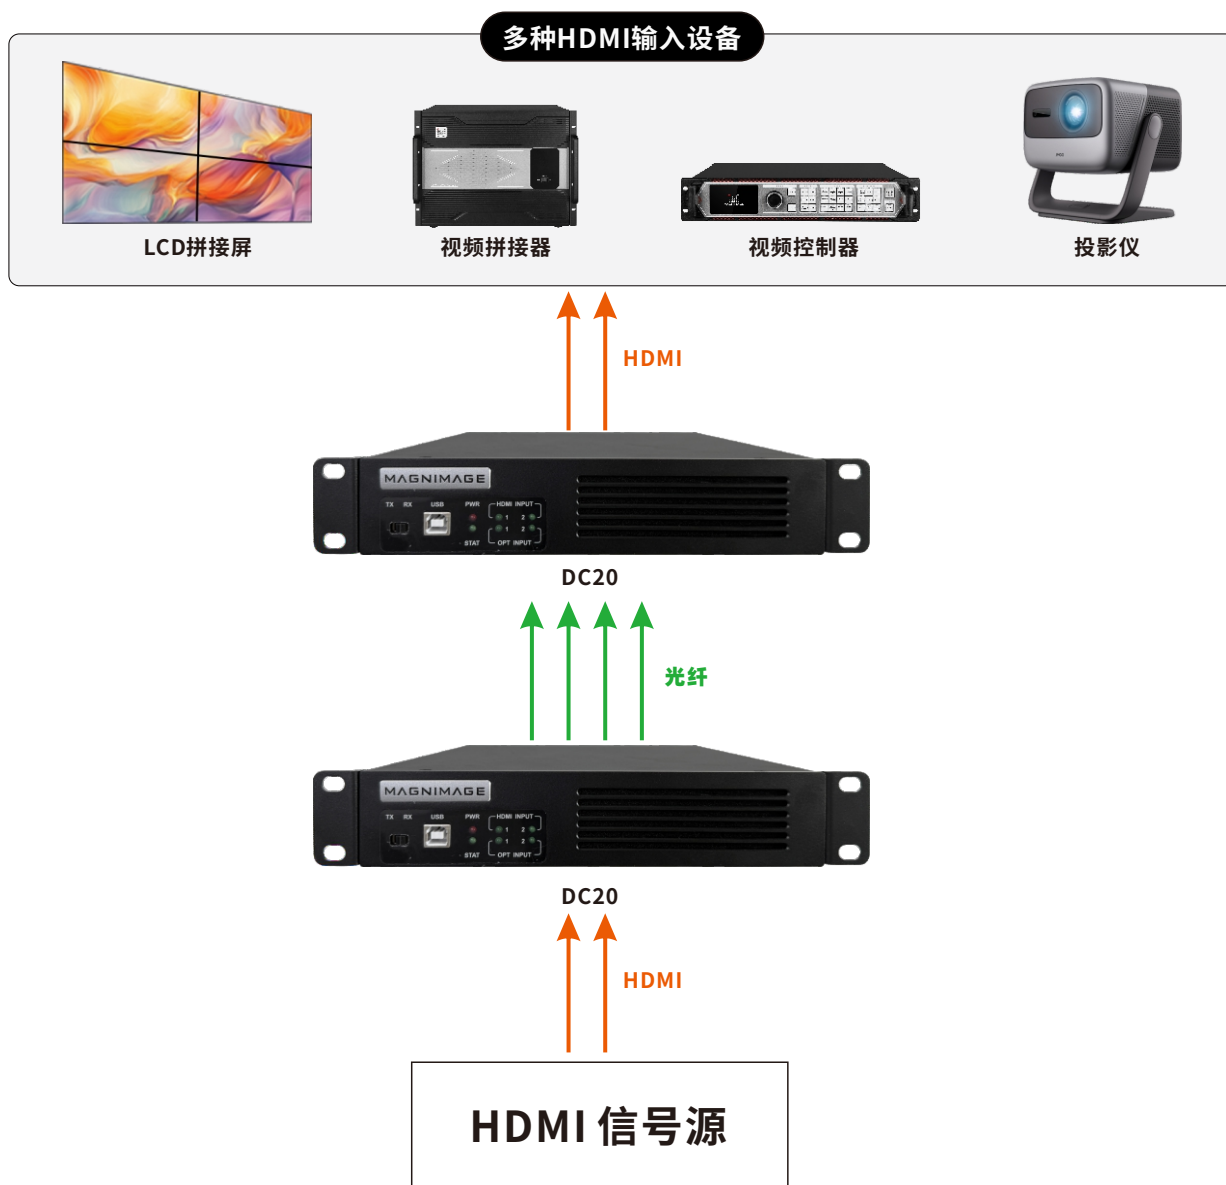 多种HDMI输入设备
LCD拼接屏
视频拼接器
视频控制器
投影仪
HDMI
MAGNIMAGE
TX RX USB PWR HDMI INPUT
1 2
1 2
STAT OPT INPUT
DC20
光纤
MAGNIMAGE
TX RX USB PWR HDMI INPUT
1 2
1 2
STAT OPT INPUT
DC20
HDMI
HDMI 信号源